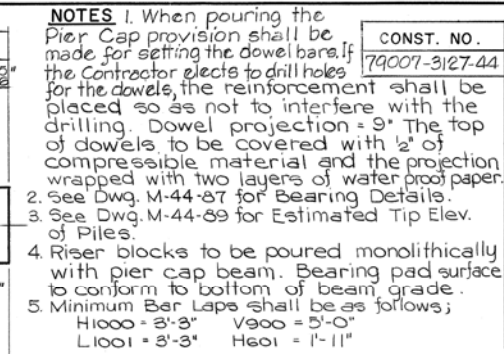 NOTES 1. When pouring the
Pier Cap provision shall be
made for setting the dowel bars. If
the Contractor elects to drill holes
for the dowels, the reinforcement shall be
placed so as not to interfere with the
drilling. Dowel projection = 9" The top
of dowels to be covered with ½" of
compressible material and the projection
wrapped with two layers of water proof paper.
2. See Dwg. M-44-87 for Bearing Details.
3. See Dwg. M-44-89 for Estimated Tip Elev.
of Piles.
4. Riser blocks to be poured monolithically
with pier cap beam. Bearing pad surface
to conform to bottom of beam grade.
5. Minimum Bar Laps shall be as follows;
H1000 = 3'-3" V900 = 5'-0"
L1001 = 3'-3" H601 = 1'-11"
CONST. NO.
79007-3127-44